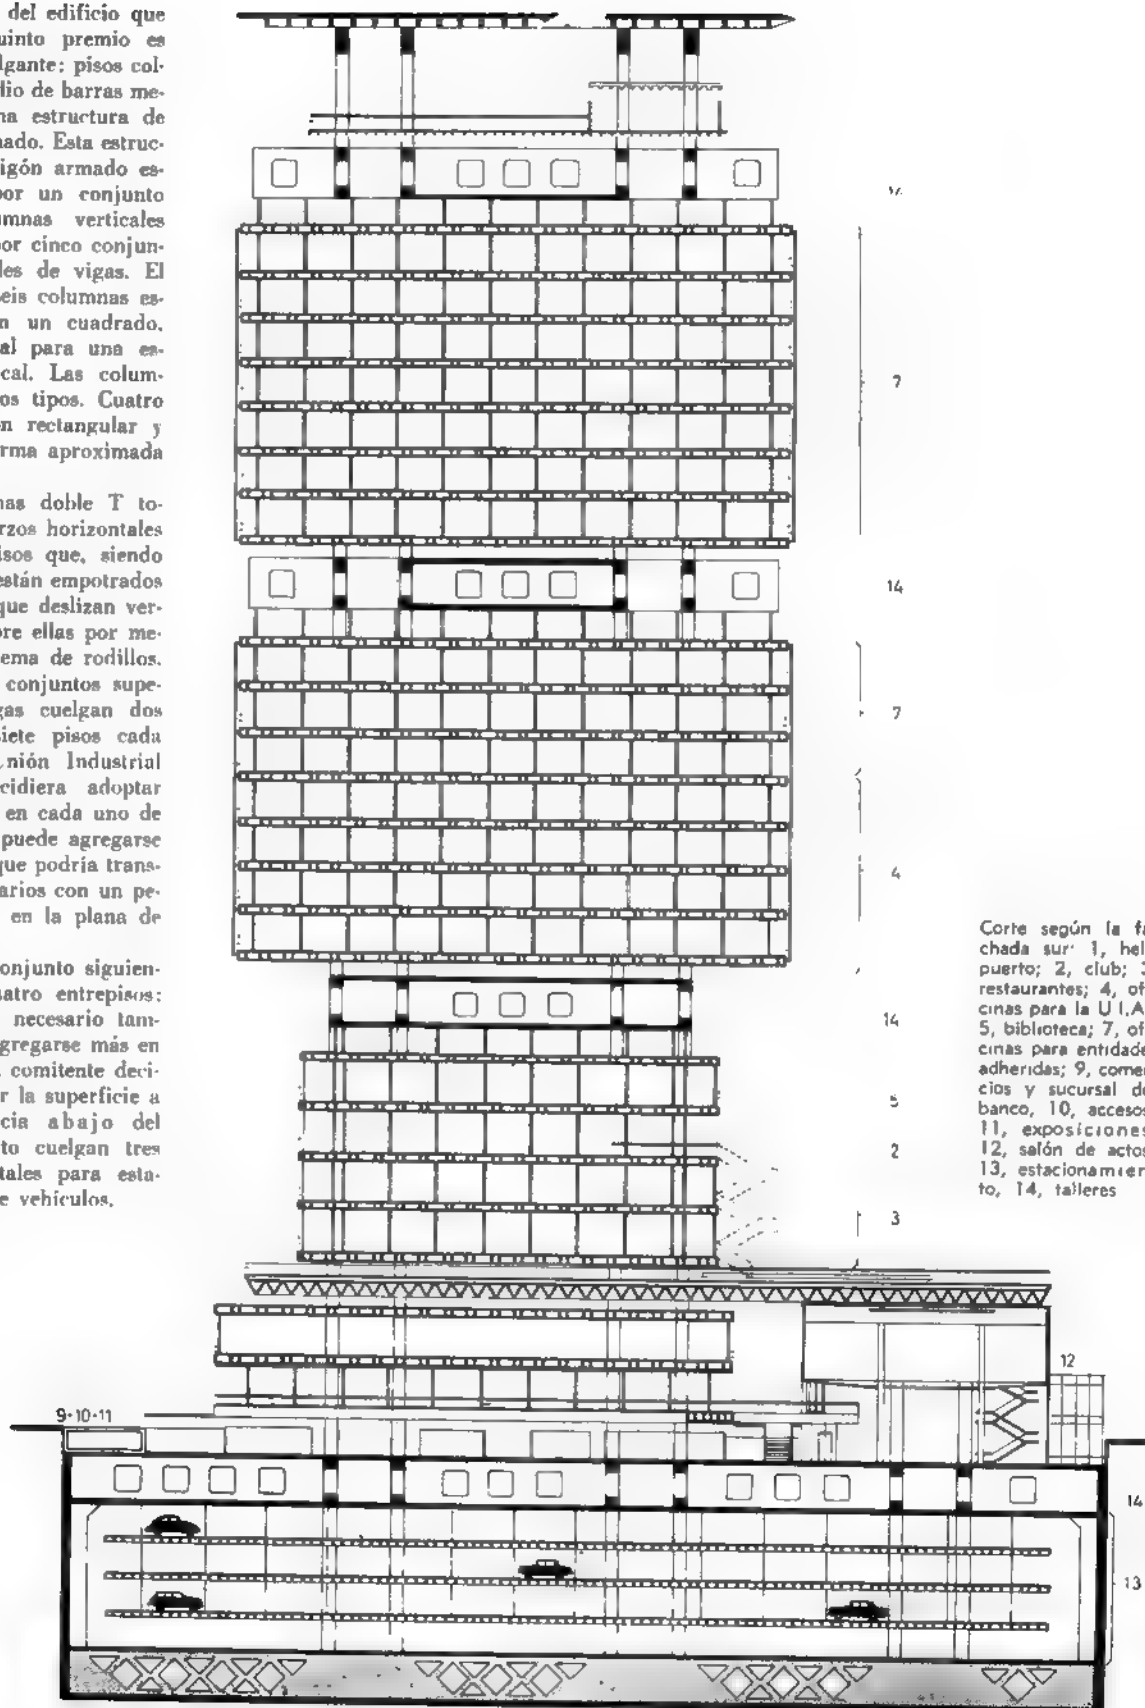 del edificio que
uinto premio es
lgante: pisos col-
dio de barras me-
na estructura de
nado. Esta estruc-
igón armado es-
por un conjunto
umnas verticales
por cinco conjun-
les de vigas. El
eis columnas es-
n un cuadrado,
al para una es-
cal. Las colum-
os tipos. Cuatro
n rectangular y
rma aproximada
nas doble T to-
rzos horizontales
isos que, siendo
están empotrados
que deslizan ver-
bre ellas por me-
ema de rodillos.
conjuntos supe-
gas cuelgan dos
siete pisos cada
nión Industrial
cidiera adoptar
en cada uno de
puede agregarse
que podría trans-
arios con un pe-
en la plana de
onjunto siguien-
uatro entrepisos:
necesario tam-
gregarse más en
comitente deci-
r la superficie a
cia abajo del
to cuelgan tres
tales para esta-
e vehículos.
7
14
7
4
14
5
2
3
12
9-10-11
14
13
Corte según la fa
chada sur: 1, hel
puerto; 2, club; 3
restaurantes; 4, of
cinas para la U.I.A
5, biblioteca; 7, of
cinas para entidade
adheridas; 9, comer
cios y sucursal de
banco, 10, accesos
11, exposiciones
12, salón de actos
13, estacionamien
to, 14, talleres